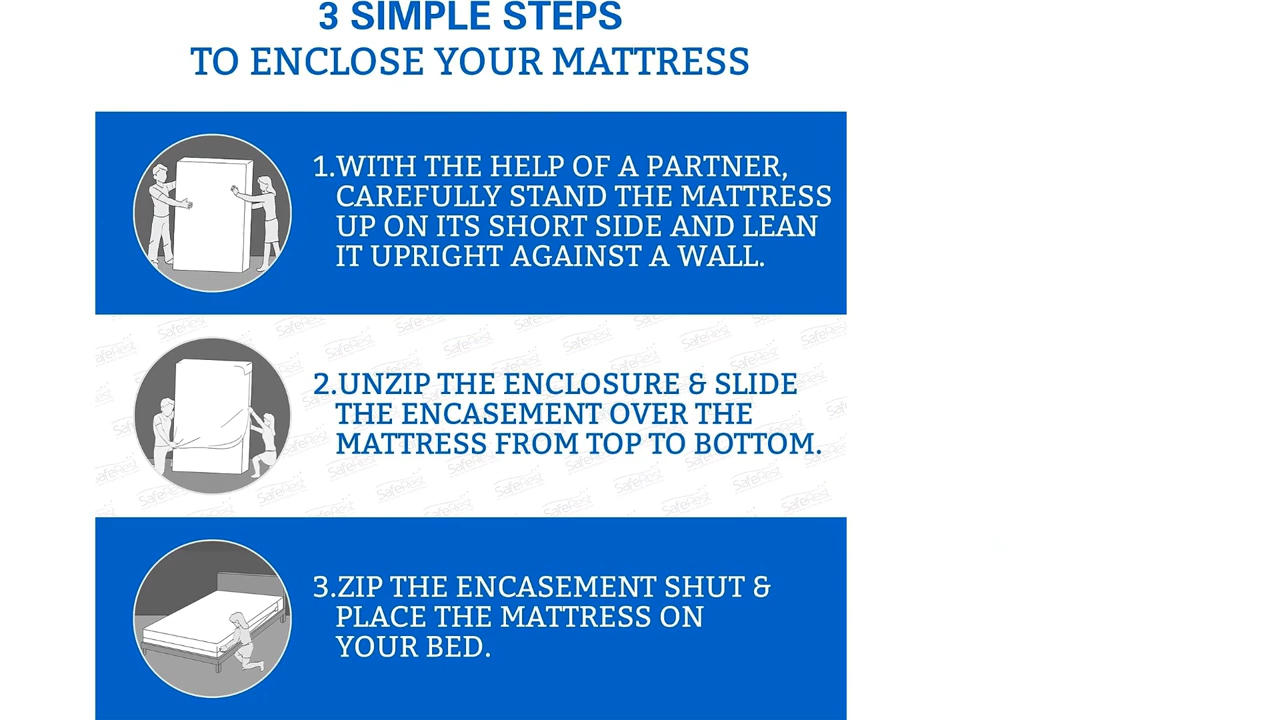 3 SIMPLE STEPS
TO ENCLOSE YOUR MATTRESS
1.WITH THE HELP OF A PARTNER,
CAREFULLY STAND THE MATTRESS
UP ON ITS SHORT SIDE AND LEAN
IT UPRIGHT AGAINST A WALL.
2.UNZIP THE ENCLOSURE & SLIDE
THE ENCASEMENT OVER THE
MATTRESS FROM TOP TO BOTTOM.
3.ZIP THE ENCASEMENT SHUT &
PLACE THE MATTRESS ON
YOUR BED.